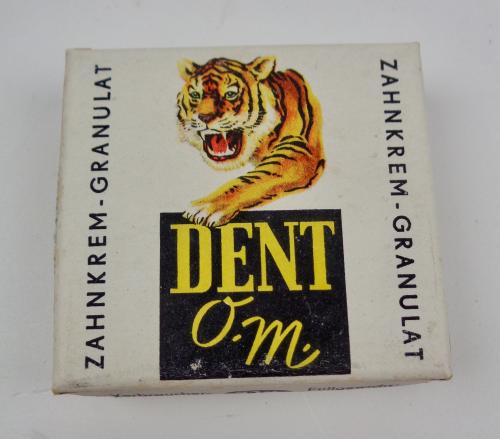 ZAHNKREM-GRANULAT
DENT
O.M.
ZAHNKREM-GRANULAT